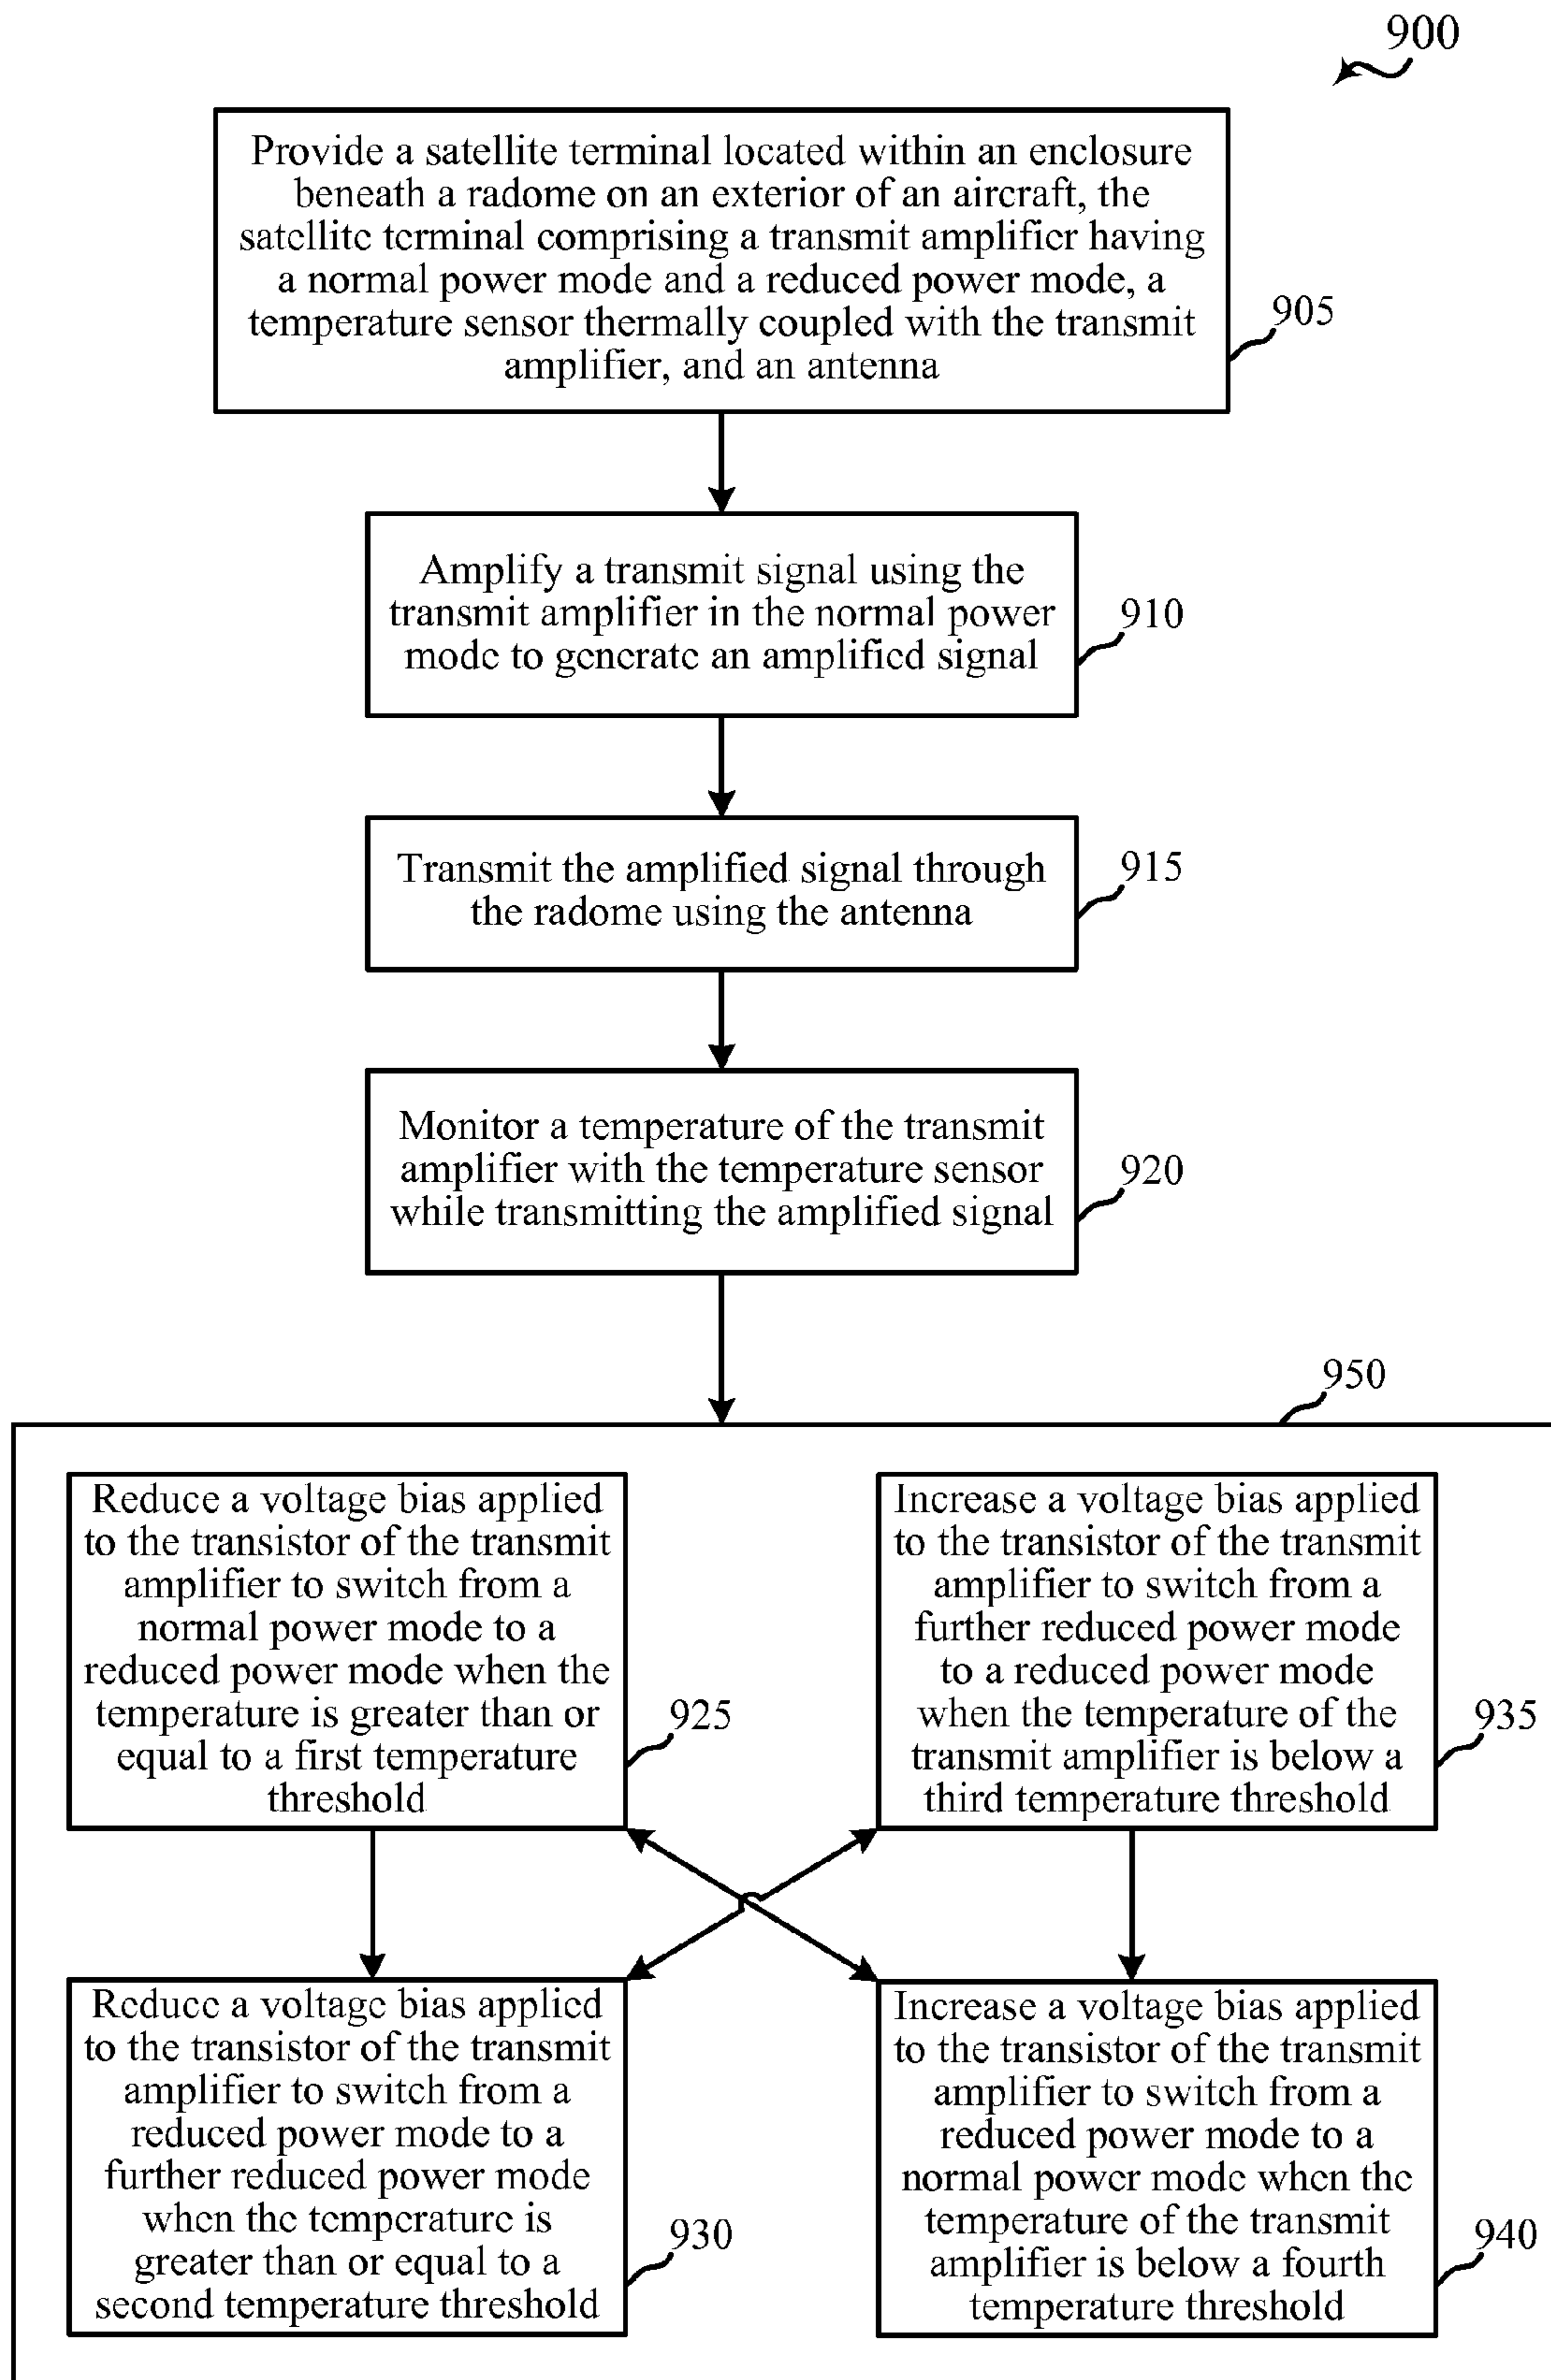 900
Provide a satellite terminal located within an enclosure
beneath a radome on an exterior of an aircraft, the
satellite terminal comprising a transmit amplifier having
a normal power mode and a reduced power mode, a
temperature sensor thermally coupled with the transmit
amplifier, and an antenna
905
Amplify a transmit signal using the
transmit amplifier in the normal power
mode to generate an amplified signal
910
Transmit the amplified signal through
the radome using the antenna
915
Monitor a temperature of the transmit
amplifier with the temperature sensor
while transmitting the amplified signal
920
950
Reduce a voltage bias applied
to the transistor of the transmit
amplifier to switch from a
normal power mode to a
reduced power mode when the
temperature is greater than or
equal to a first temperature
threshold
925
Increase a voltage bias applied
to the transistor of the transmit
amplifier to switch from a
further reduced power mode
to a reduced power mode
when the temperature of the
transmit amplifier is below a
third temperature threshold
935
Reduce a voltage bias applied
to the transistor of the transmit
amplifier to switch from a
reduced power mode to a
further reduced power mode
when the temperature is
greater than or equal to a
second temperature threshold
930
Increase a voltage bias applied
to the transistor of the transmit
amplifier to switch from a
reduced power mode to a
normal power mode when the
temperature of the transmit
amplifier is below a fourth
temperature threshold
940